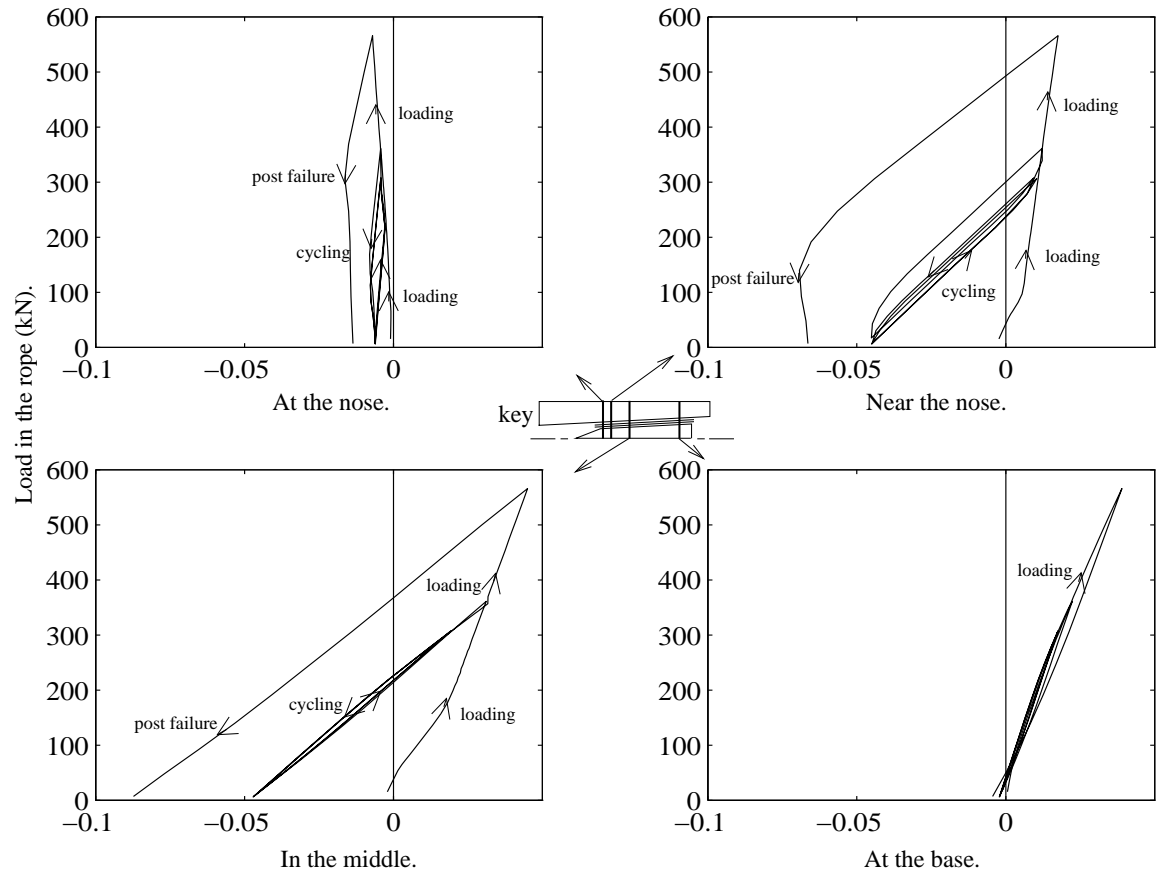 Load in the rope (kN).
600
500
400
300
200
100
0
−0.1
−0.05
0
loading
post failure
cycling
loading
At the nose.
600
500
400
300
200
100
0
−0.1
−0.05
0
loading
loading
post failure
cycling
Near the nose.
key
600
500
400
300
200
100
0
−0.1
−0.05
0
loading
cycling
loading
post failure
In the middle.
600
500
400
300
200
100
0
−0.1
−0.05
0
loading
At the base.